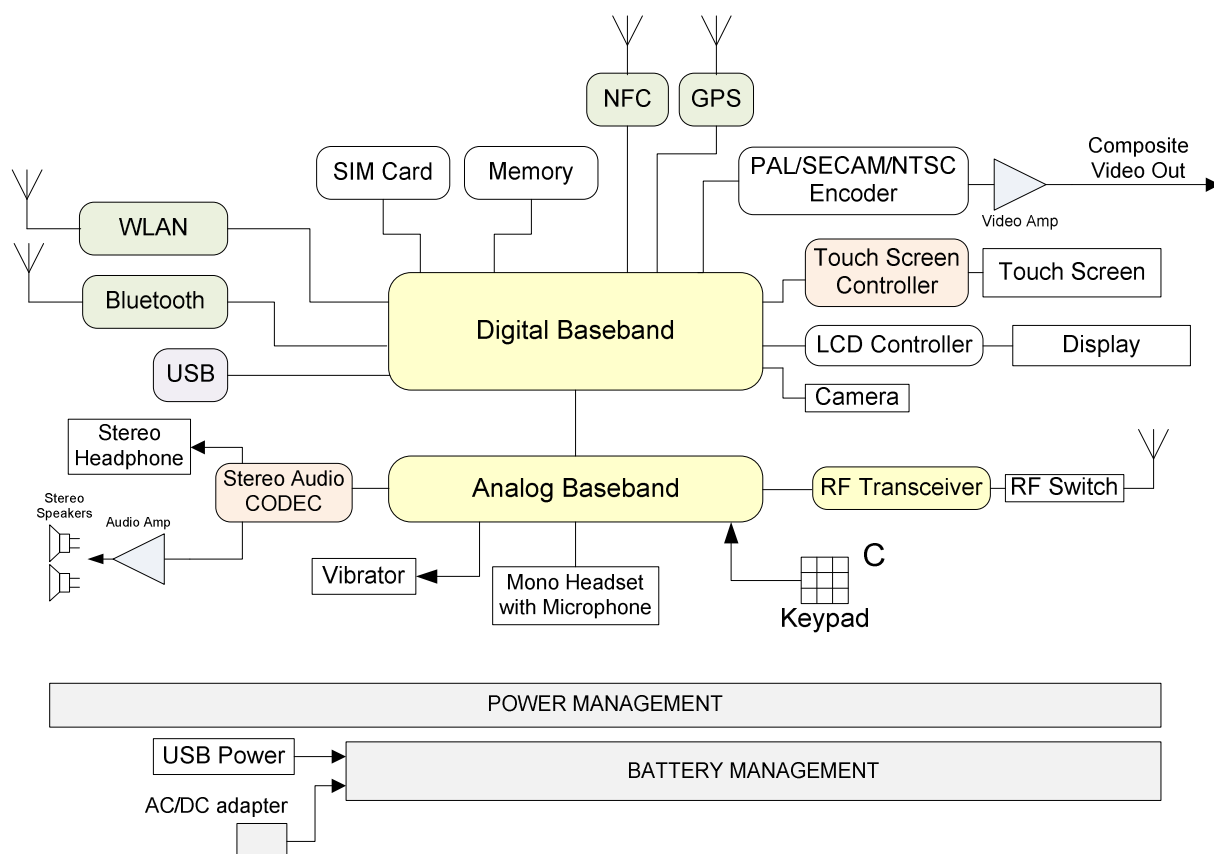 NFC
GPS
SIM Card
Memory
PAL/SECAM/NTSC
Encoder
Composite
Video Out
Video Amp
WLAN
Bluetooth
USB
Digital Baseband
Touch Screen
Controller
Touch Screen
LCD Controller
Display
Camera
Stereo
Headphone
Stereo Audio
CODEC
Analog Baseband
RF Transceiver
RF Switch
Stereo
Speakers
Audio Amp
Vibrator
Mono Headset
with Microphone
C
Keypad
POWER MANAGEMENT
USB Power
BATTERY MANAGEMENT
AC/DC adapter